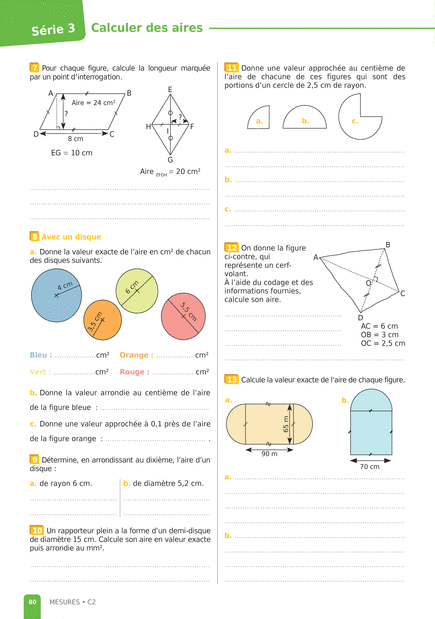 Série 3
Calculer des aires
7 Pour chaque figure, calcule la longueur marquée
par un point d'interrogation.
A
B
Aire = 24 cm²
?
D
C
8 cm
EG = 10 cm
E
?
H
I
F
G
Aire EFGH = 20 cm²
8 Avec un disque
a. Donne la valeur exacte de l'aire en cm² de chacun
des disques suivants.
4 cm
3,5 cm
6 cm
5,5 cm
Bleu : cm² Orange : cm²
Vert : cm² Rouge : cm²
b. Donne la valeur arrondie au centième de l'aire
de la figure bleue :
c. Donne une valeur approchée à 0,1 près de l'aire
de la figure orange : .
9 Détermine, en arrondissant au dixième, l'aire d'un
disque :
a. de rayon 6 cm.
b. de diamètre 5,2 cm.
10 Un rapporteur plein a la forme d'un demi-disque
de diamètre 15 cm. Calcule son aire en valeur exacte
puis arrondie au mm².
11 Donne une valeur approchée au centième de
l'aire de chacune de ces figures qui sont des
portions d'un cercle de 2,5 cm de rayon.
a.
b.
c.
a.
b.
c.
12 On donne la figure
ci-contre, qui
représente un cerf-
volant.
À l'aide du codage et des
informations fournies,
calcule son aire.
B
A
O
C
D
AC = 6 cm
OB = 3 cm
OC = 2,5 cm
13 Calcule la valeur exacte de l'aire de chaque figure.
a.
65 m
90 m
b.
70 cm
a.
b.
80 MESURES • C2